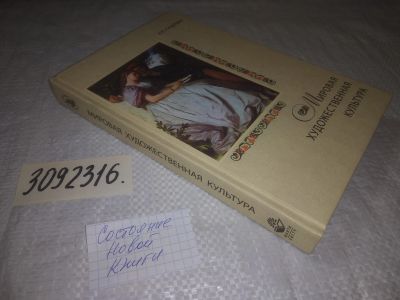 Мировая
художественная
культура
МИРОВАЯ ХУДОЖЕСТВЕННАЯ КУЛЬТУРА
3092316.
Состояние
Новой
Книги